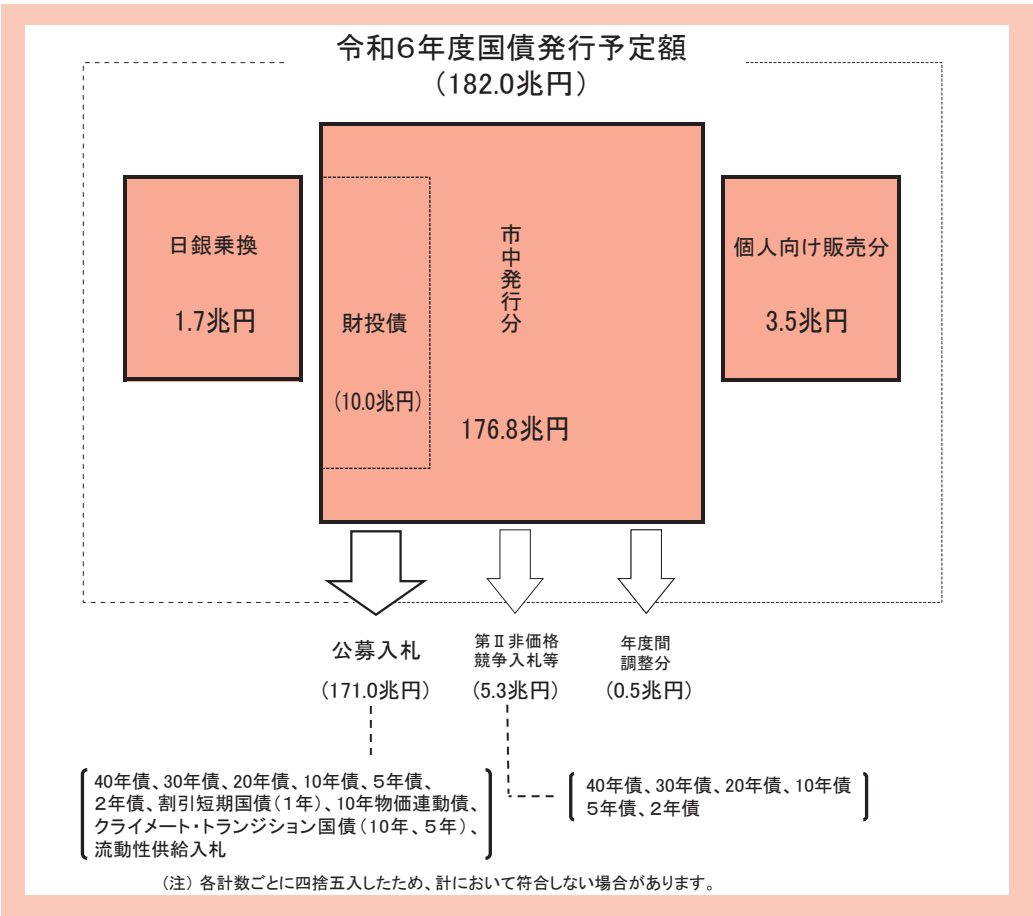 令和６年度国債発行予定額
（182.0兆円）
日銀乗換
1.7兆円
財投債
（10.0兆円）
市中発行分
176.8兆円
個人向け販売分
3.5兆円
公募入札
（171.0兆円）
第Ⅱ非価格
競争入札等
（5.3兆円）
年度間
調整分
（0.5兆円）
40年債、30年債、20年債、10年債、５年債、
２年債、割引短期国債（１年）、10年物価連動債、
クライメート・トランジション国債（10年、５年）、
流動性供給入札
40年債、30年債、20年債、10年債
５年債、２年債
（注）各計数ごとに四捨五入したため、計において符合しない場合があります。